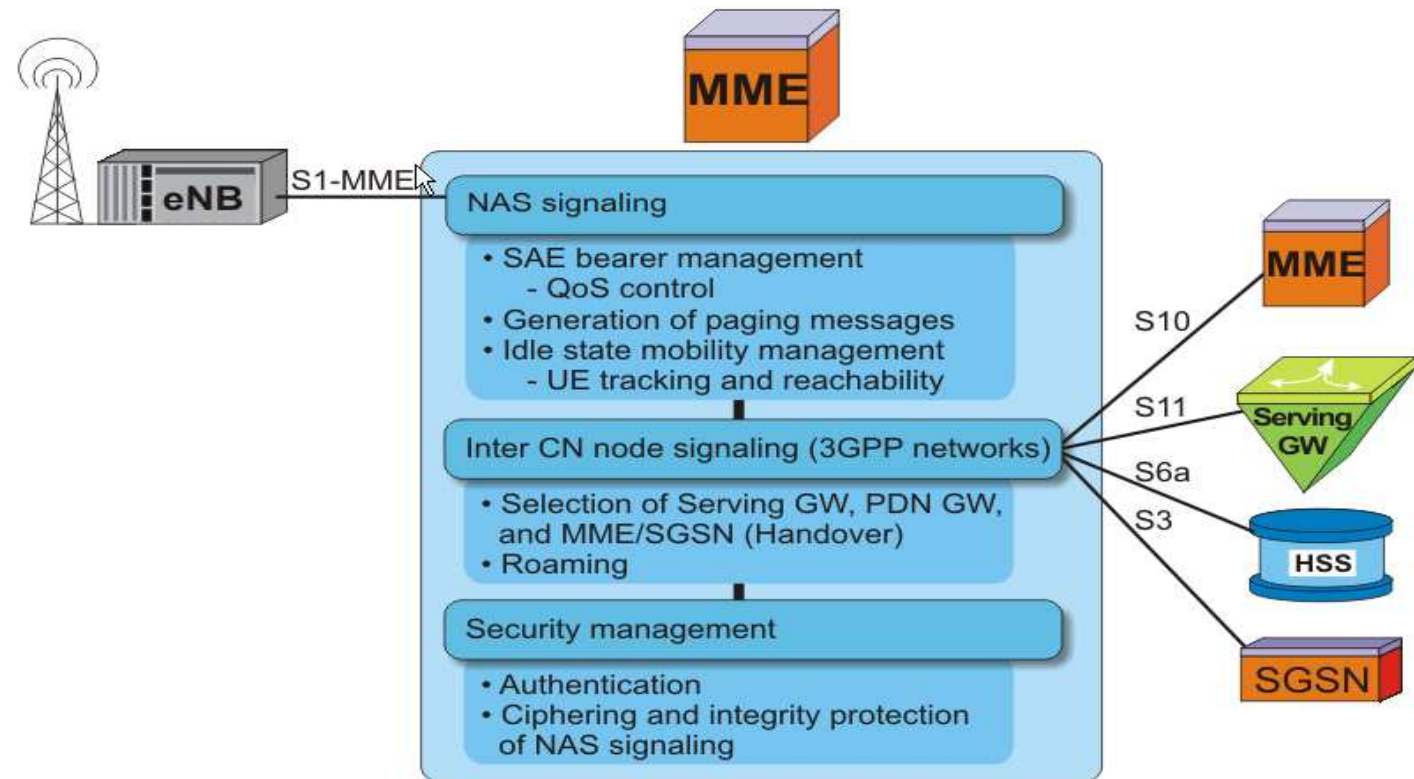 MME
eNB
S1-MME
NAS signaling
• SAE bearer management
- QoS control
• Generation of paging messages
• Idle state mobility management
- UE tracking and reachability
Inter CN node signaling (3GPP networks)
• Selection of Serving GW, PDN GW,
and MME/SGSN (Handover)
• Roaming
Security management
• Authentication
• Ciphering and integrity protection
of NAS signaling
S10
S11
S6a
S3
MME
Serving
GW
HSS
SGSN